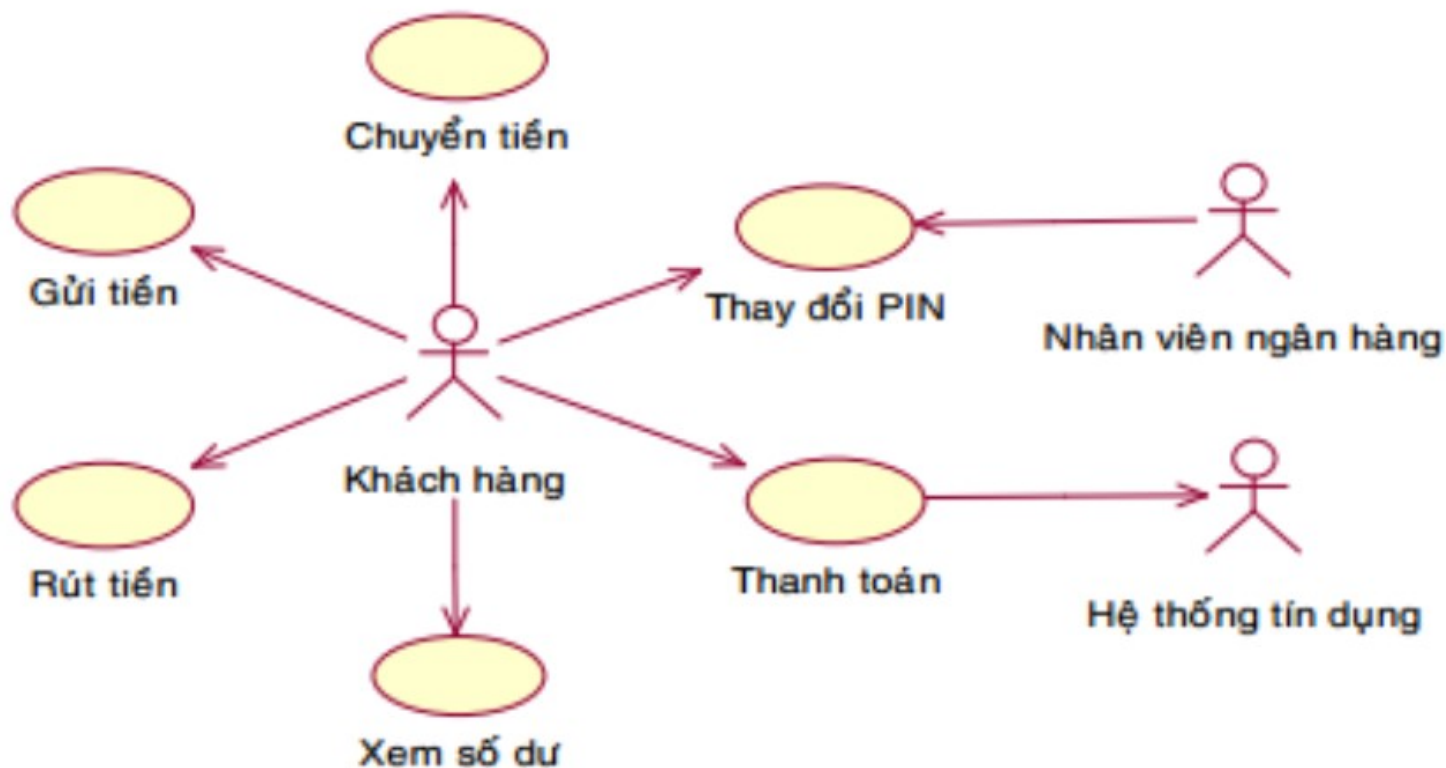 Chuyển tiền
Gửi tiền
Thay đổi PIN
Nhân viên ngân hàng
Khách hàng
Rút tiền
Thanh toán
Hệ thống tín dụng
Xem số dư